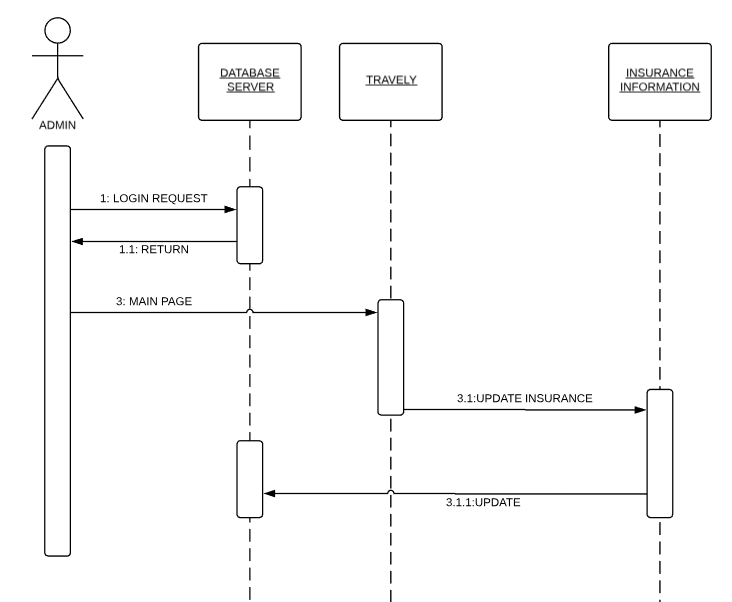 DATABASE
SERVER
TRAVELY
INSURANCE
INFORMATION
ADMIN
1: LOGIN REQUEST
1.1: RETURN
3: MAIN PAGE
3.1:UPDATE INSURANCE
3.1.1:UPDATE